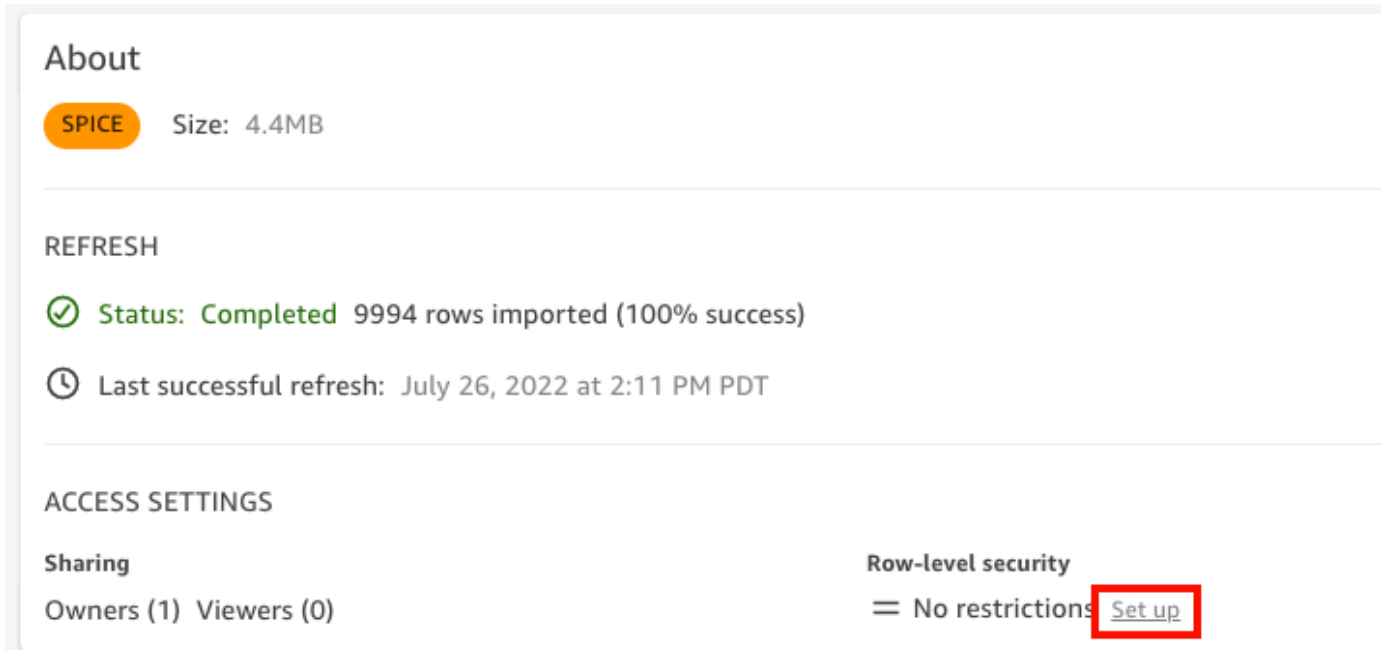 About
SPICE Size: 4.4MB
REFRESH
Status: Completed 9994 rows imported (100% success)
Last successful refresh: July 26, 2022 at 2:11 PM PDT
ACCESS SETTINGS
Sharing
Owners (1) Viewers (0)
Row-level security
No restrictions Set up